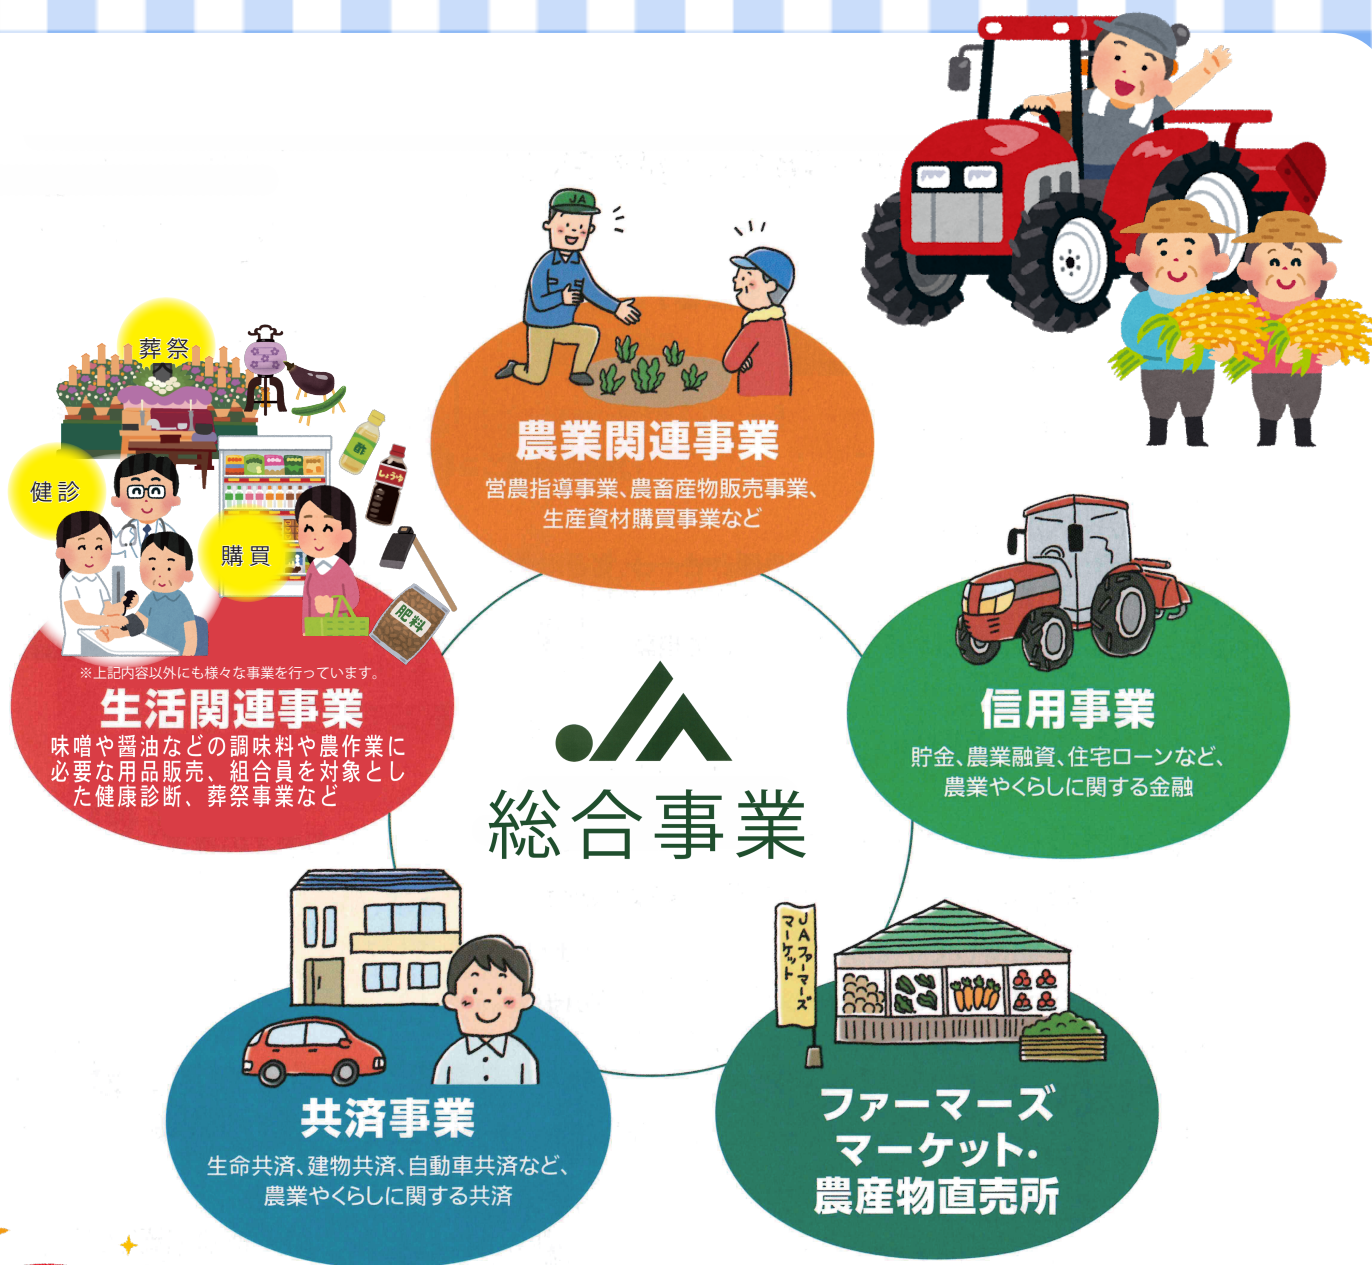 JA
農業関連事業
営農指導事業、農畜産物販売事業、
生産資材購買事業など
葬祭
健診
購買
酢
しょうゆ
肥料
※上記内容以外にも様々な事業を行っています。
生活関連事業
味噌や醤油などの調味料や農作業に
必要な用品販売、組合員を対象とし
た健康診断、葬祭事業など
信用事業
貯金、農業融資、住宅ローンなど、
農業やくらしに関する金融
JA
総合事業
共済事業
生命共済、建物共済、自動車共済など、
農業やくらしに関する共済
JAファーマーズ
マーケット
ファーマーズ
マーケット・
農産物直売所